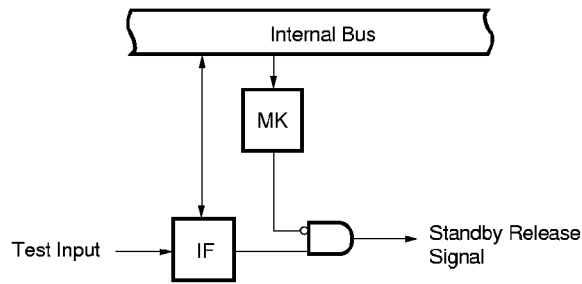 Internal Bus
MK
Test Input
IF
Standby Release
Signal